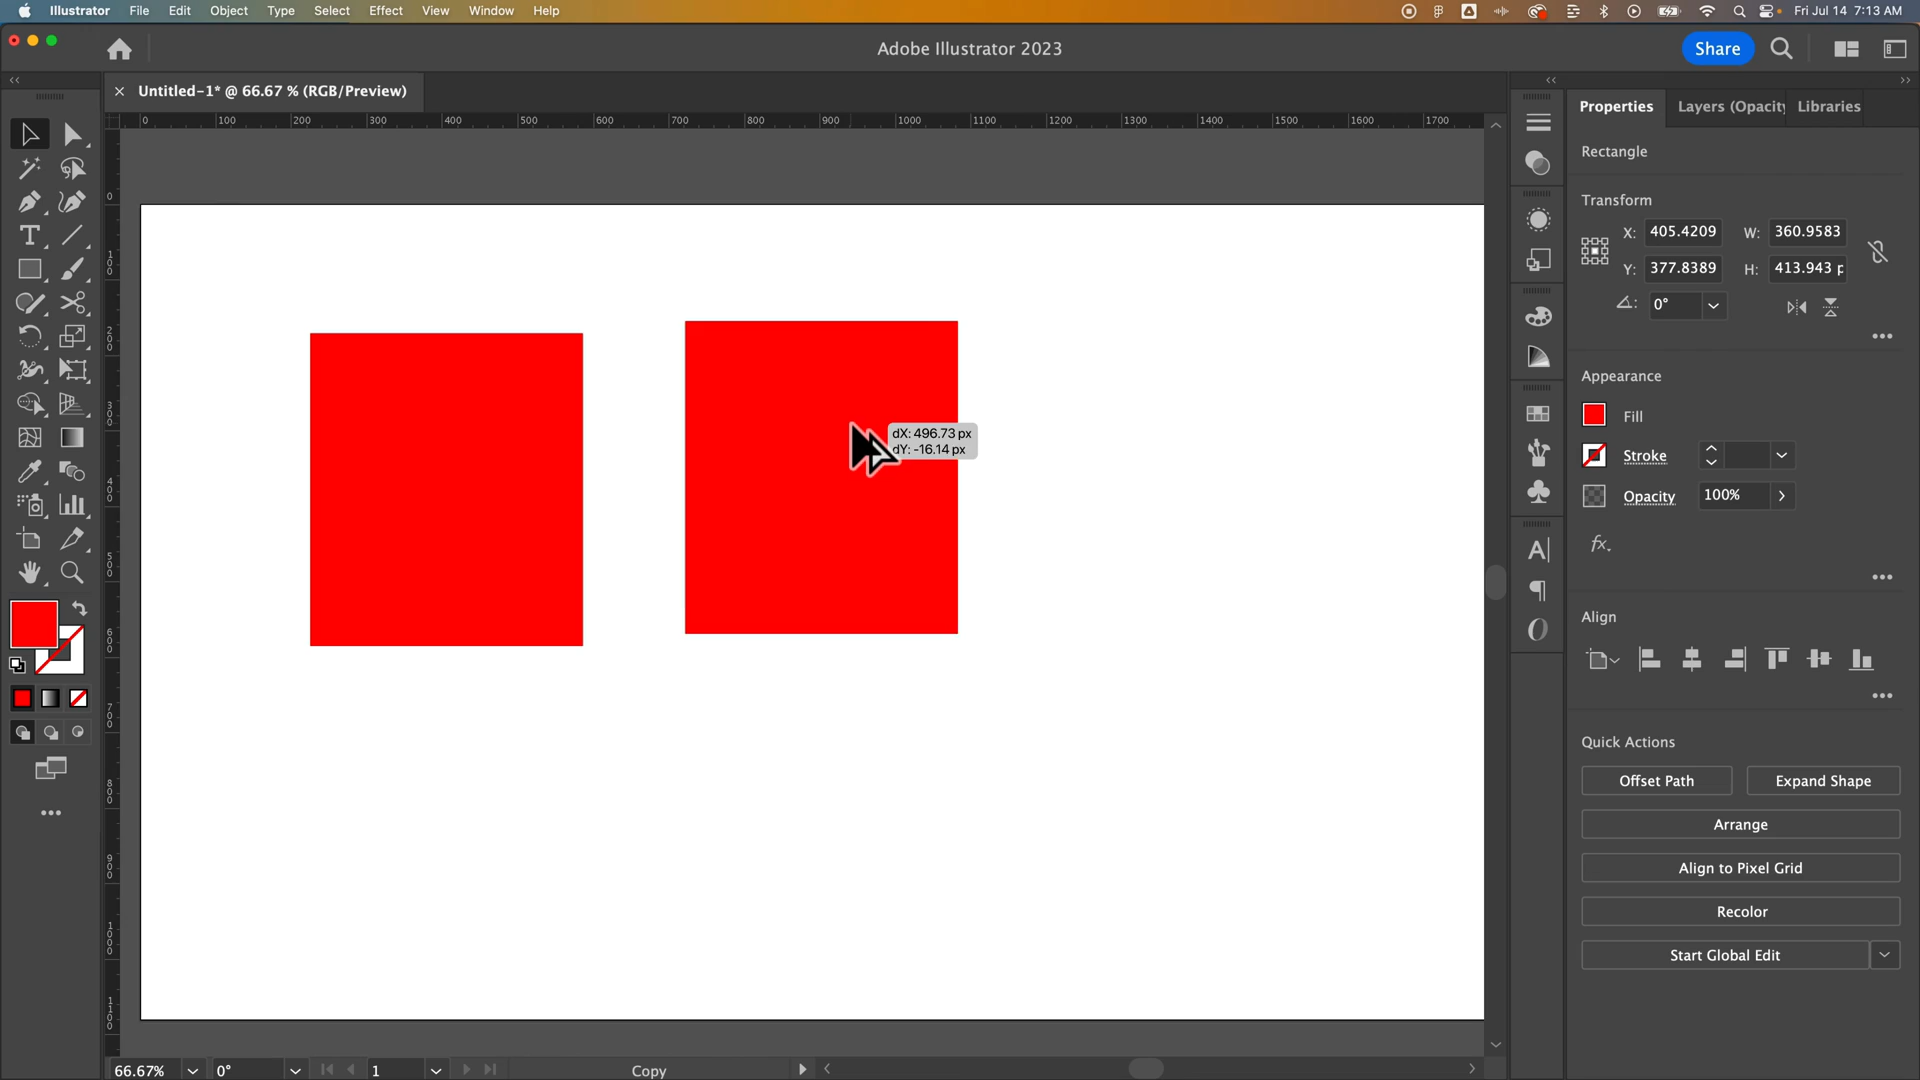 Illustrator File Edit Object Type Select Effect View Window Help Fri Jul 14 7:13 AM
Adobe Illustrator 2023
Share
× Untitled-1* @ 66.67 % (RGB/Preview)
Properties Layers (Opacity Libraries
0 100 200 300 400 500 600 700 800 900 1000 1100 1200 1300 1400 1500 1600 1700
Rectangle
Transform
X: 405.4209 W: 360.9583
Y: 377.8389 H: 413.943 p
0°
0
100
200
300
400
500
600
700
800
900
1000
1100
Appearance
Fill
dX: 496.73 px
dY: -16.14 px
Stroke
Opacity 100%
fx
Align
Quick Actions
Offset Path Expand Shape
Arrange
Align to Pixel Grid
Recolor
Start Global Edit
66.67% 0° 1 Copy